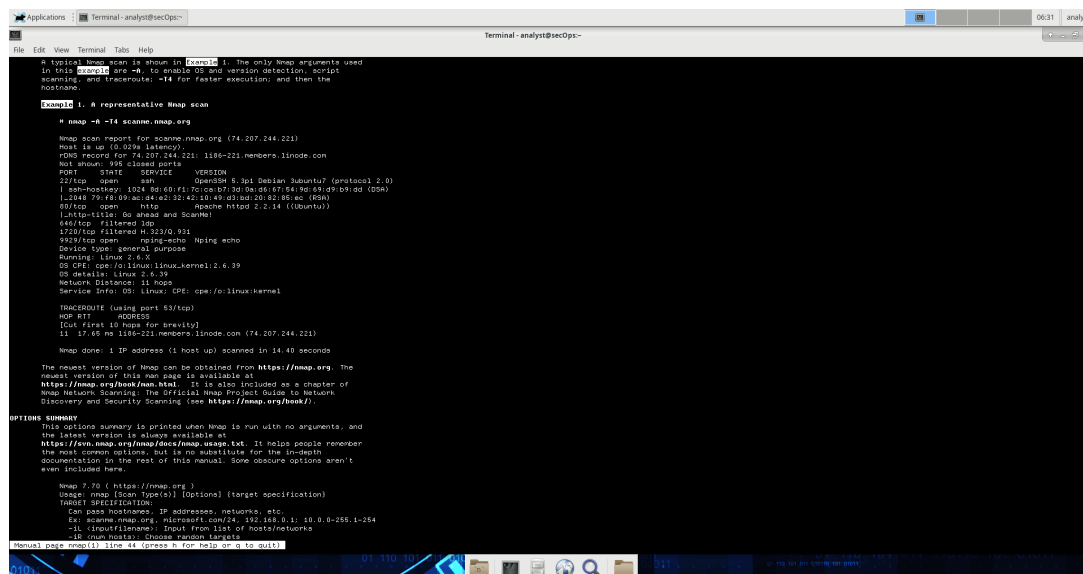 Applications
Terminal - analyst@secOps:~
06:31 analy
Terminal - analyst@secOps:~
File Edit View Terminal Tabs Help
A typical Nmap scan is shown in Example 1. The only Nmap arguments used
in this example are -A, to enable OS and version detection, script
scanning, and traceroute; -T4 for faster execution; and then the
hostname.
Example 1. A representative Nmap scan
# nmap -A -T4 scanme.nmap.org
Nmap scan report for scanme.nmap.org (74.207.244.221)
Host is up (0.029s latency).
rDNS record for 74.207.244.221: li86-221.members.linode.com
Not shown: 995 closed ports
PORT STATE SERVICE VERSION
22/tcp open ssh OpenSSH 5.3p1 Debian 3ubuntu7 (protocol 2.0)
| ssh-hostkey: 1024 8d:60:f1:7c:ca:b7:3d:0a:d6:67:54:9d:69:d9:b9:dd (DSA)
|_2048 79:f8:09:ac:d4:e2:32:42:10:49:d3:bd:20:82:85:ec (RSA)
80/tcp open http Apache httpd 2.2.14 ((Ubuntu))
|_http-title: Go ahead and ScanMe!
646/tcp filtered ldp
1720/tcp filtered H.323/Q.931
9929/tcp open nping-echo Nping echo
Device type: general purpose
Running: Linux 2.6.X
OS CPE: cpe:/o:linux:linux_kernel:2.6.39
OS details: Linux 2.6.39
Network Distance: 11 hops
Service Info: OS: Linux; CPE: cpe:/o:linux:kernel
TRACEROUTE (using port 53/tcp)
HOP RTT ADDRESS
[Cut first 10 hops for brevity]
11 17.65 ms li86-221.members.linode.com (74.207.244.221)
Nmap done: 1 IP address (1 host up) scanned in 14.40 seconds
The newest version of Nmap can be obtained from https://nmap.org. The
newest version of this man page is available at
https://nmap.org/book/man.html. It is also included as a chapter of
Nmap Network Scanning: The Official Nmap Project Guide to Network
Discovery and Security Scanning (see https://nmap.org/book/).
OPTIONS SUMMARY
This options summary is printed when Nmap is run with no arguments, and
the latest version is always available at
https://svn.nmap.org/nmap/docs/nmap.usage.txt. It helps people remember
the most common options, but is no substitute for the in-depth
documentation in the rest of this manual. Some obscure options aren't
even included here.
Nmap 7.70 ( https://nmap.org )
Usage: nmap [Scan Type(s)] [Options] {target specification}
TARGET SPECIFICATION:
Can pass hostnames, IP addresses, networks, etc.
Ex: scanme.nmap.org, microsoft.com/24, 192.168.0.1; 10.0.0-255.1-254
-iL <inputfilename>: Input from list of hosts/networks
-iR <num hosts>: Choose random targets
Manual page nmap(1) line 44 (press h for help or q to quit)